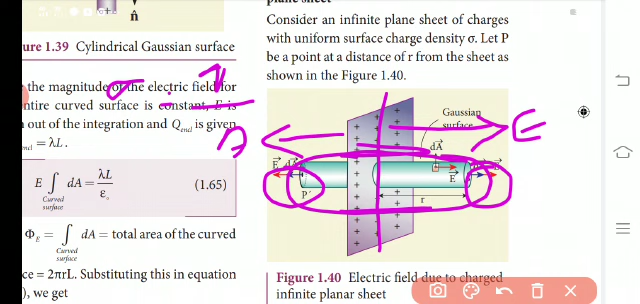 n̂
ure 1.39 Cylindrical Gaussian surface
the magnitude of the electric field for
ntire curved surface is constant, E is
out of the integration and Q_end is given
_end = λL.
E ∫ dA = λL/ε∘ (1.65)
Curved
surface
Φ_E = ∫ dA = total area of the curved
Curved
surface
ce = 2πrL. Substituting this in equation
), we get
plane sheet
Consider an infinite plane sheet of charges
with uniform surface charge density σ. Let P
be a point at a distance of r from the sheet as
shown in the Figure 1.40.
Gaussian
surface
dA
E
dA
P′
E
r
σ
E
Figure 1.40 Electric field due to charged
infinite planar sheet